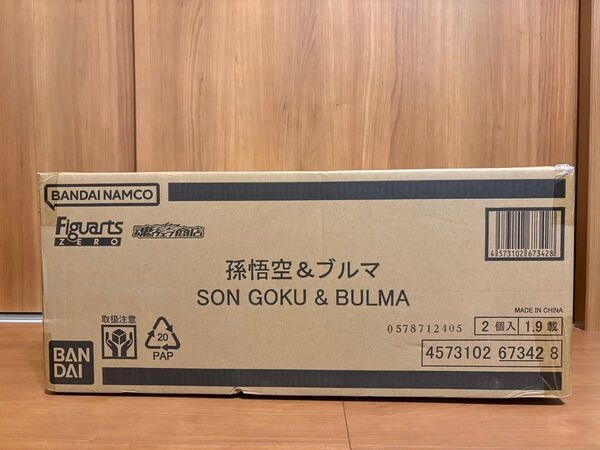 BANDAI NAMCO
Figuarts
ZERO
魂ウェブ商店
4573102673428
孫悟空&ブルマ
SON GOKU & BULMA
MADE IN CHINA
取扱注意
20
PAP
0578712405
2個入
1.9 載
4573102 67342 8
BAN
DAI